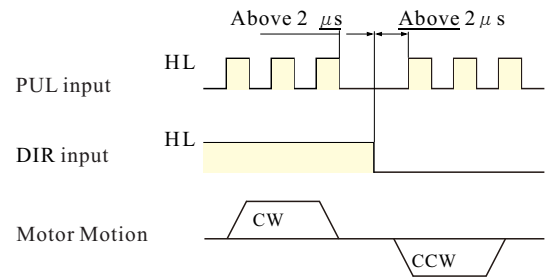 Above 2 μs Above 2 μs
HL
PUL input
HL
DIR input
CW
Motor Motion
CCW